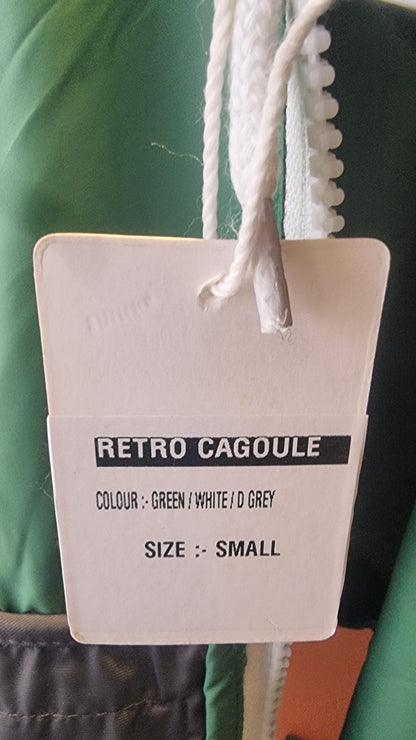 RETRO CAGOULE
COLOUR :- GREEN / WHITE / D GREY
SIZE :- SMALL